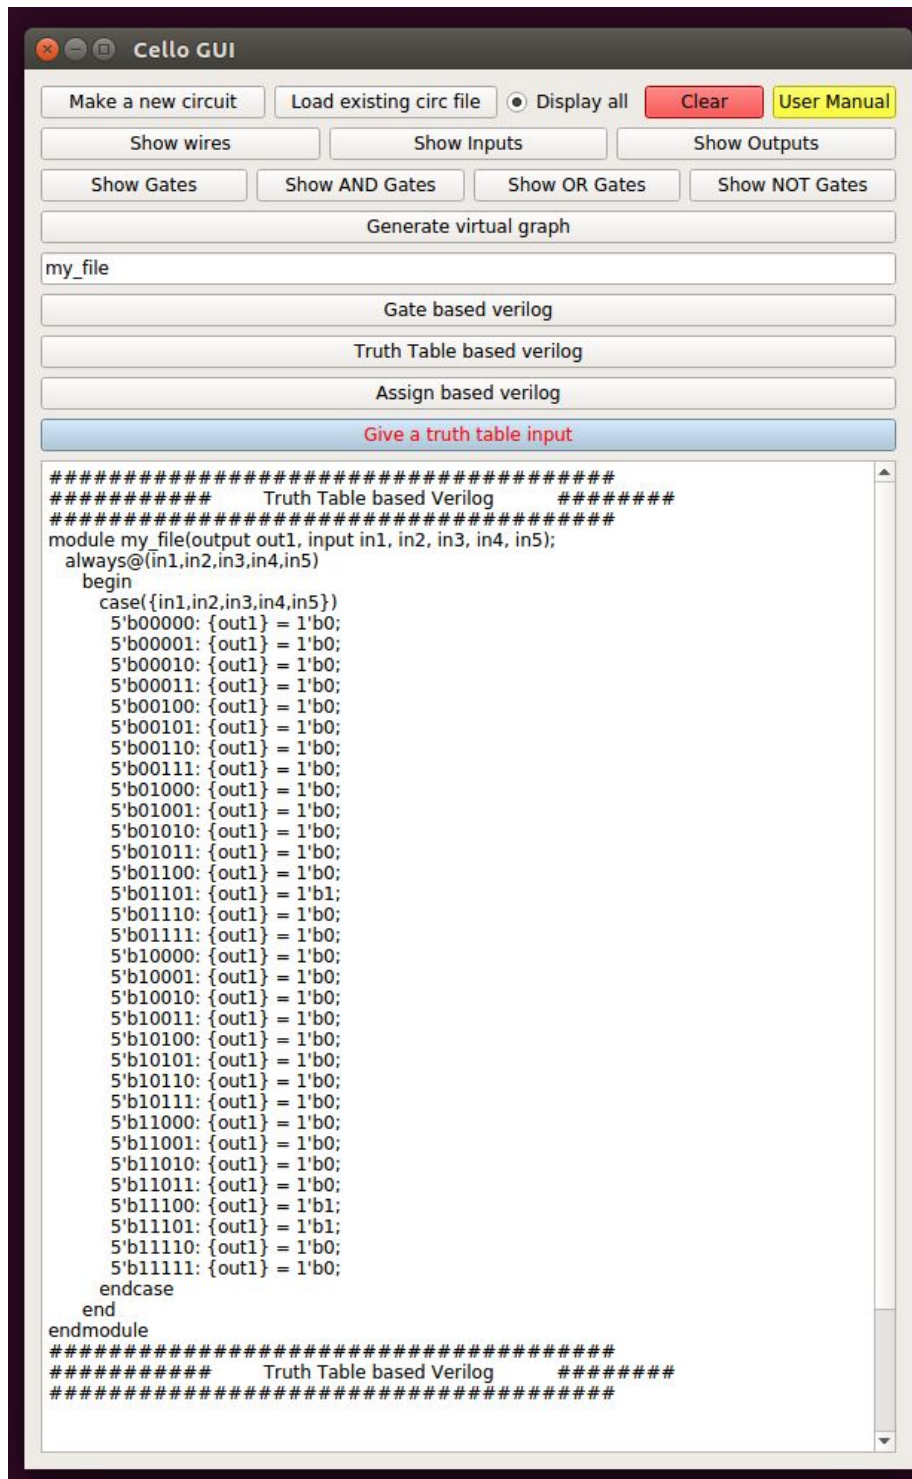 Cello GUI
Make a new circuit Load existing circ file Display all Clear User Manual
Show wires Show Inputs Show Outputs
Show Gates Show AND Gates Show OR Gates Show NOT Gates
Generate virtual graph
my_file
Gate based verilog
Truth Table based verilog
Assign based verilog
Give a truth table input
######################################
########### Truth Table based Verilog ########
######################################
module my_file(output out1, input in1, in2, in3, in4, in5);
always@(in1,in2,in3,in4,in5)
begin
case({in1,in2,in3,in4,in5})
5'b00000: {out1} = 1'b0;
5'b00001: {out1} = 1'b0;
5'b00010: {out1} = 1'b0;
5'b00011: {out1} = 1'b0;
5'b00100: {out1} = 1'b0;
5'b00101: {out1} = 1'b0;
5'b00110: {out1} = 1'b0;
5'b00111: {out1} = 1'b0;
5'b01000: {out1} = 1'b0;
5'b01001: {out1} = 1'b0;
5'b01010: {out1} = 1'b0;
5'b01011: {out1} = 1'b0;
5'b01100: {out1} = 1'b0;
5'b01101: {out1} = 1'b1;
5'b01110: {out1} = 1'b0;
5'b01111: {out1} = 1'b0;
5'b10000: {out1} = 1'b0;
5'b10001: {out1} = 1'b0;
5'b10010: {out1} = 1'b0;
5'b10011: {out1} = 1'b0;
5'b10100: {out1} = 1'b0;
5'b10101: {out1} = 1'b0;
5'b10110: {out1} = 1'b0;
5'b10111: {out1} = 1'b0;
5'b11000: {out1} = 1'b0;
5'b11001: {out1} = 1'b0;
5'b11010: {out1} = 1'b0;
5'b11011: {out1} = 1'b0;
5'b11100: {out1} = 1'b1;
5'b11101: {out1} = 1'b1;
5'b11110: {out1} = 1'b0;
5'b11111: {out1} = 1'b0;
endcase
end
endmodule
######################################
########### Truth Table based Verilog ########
######################################